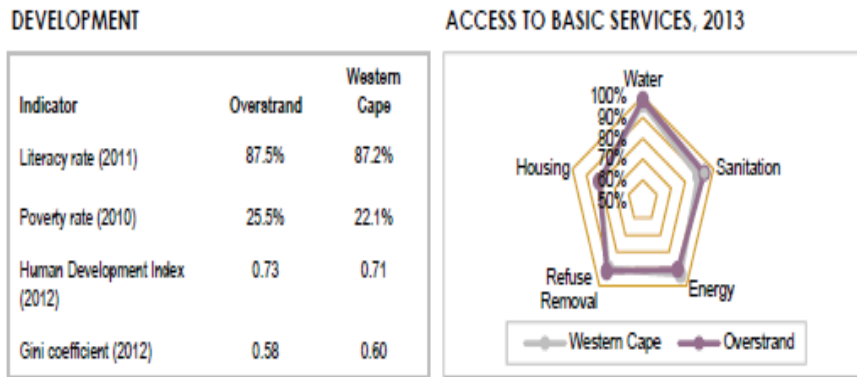 DEVELOPMENT
Indicator Overstrand Western Cape
Literacy rate (2011) 87.5% 87.2%
Poverty rate (2010) 25.5% 22.1%
Human Development Index
(2012) 0.73 0.71
Gini coefficient (2012) 0.58 0.60
ACCESS TO BASIC SERVICES, 2013
Water
100%
90%
80%
70%
60%
50%
Housing
Sanitation
Refuse
Removal
Energy
Western Cape Overstrand